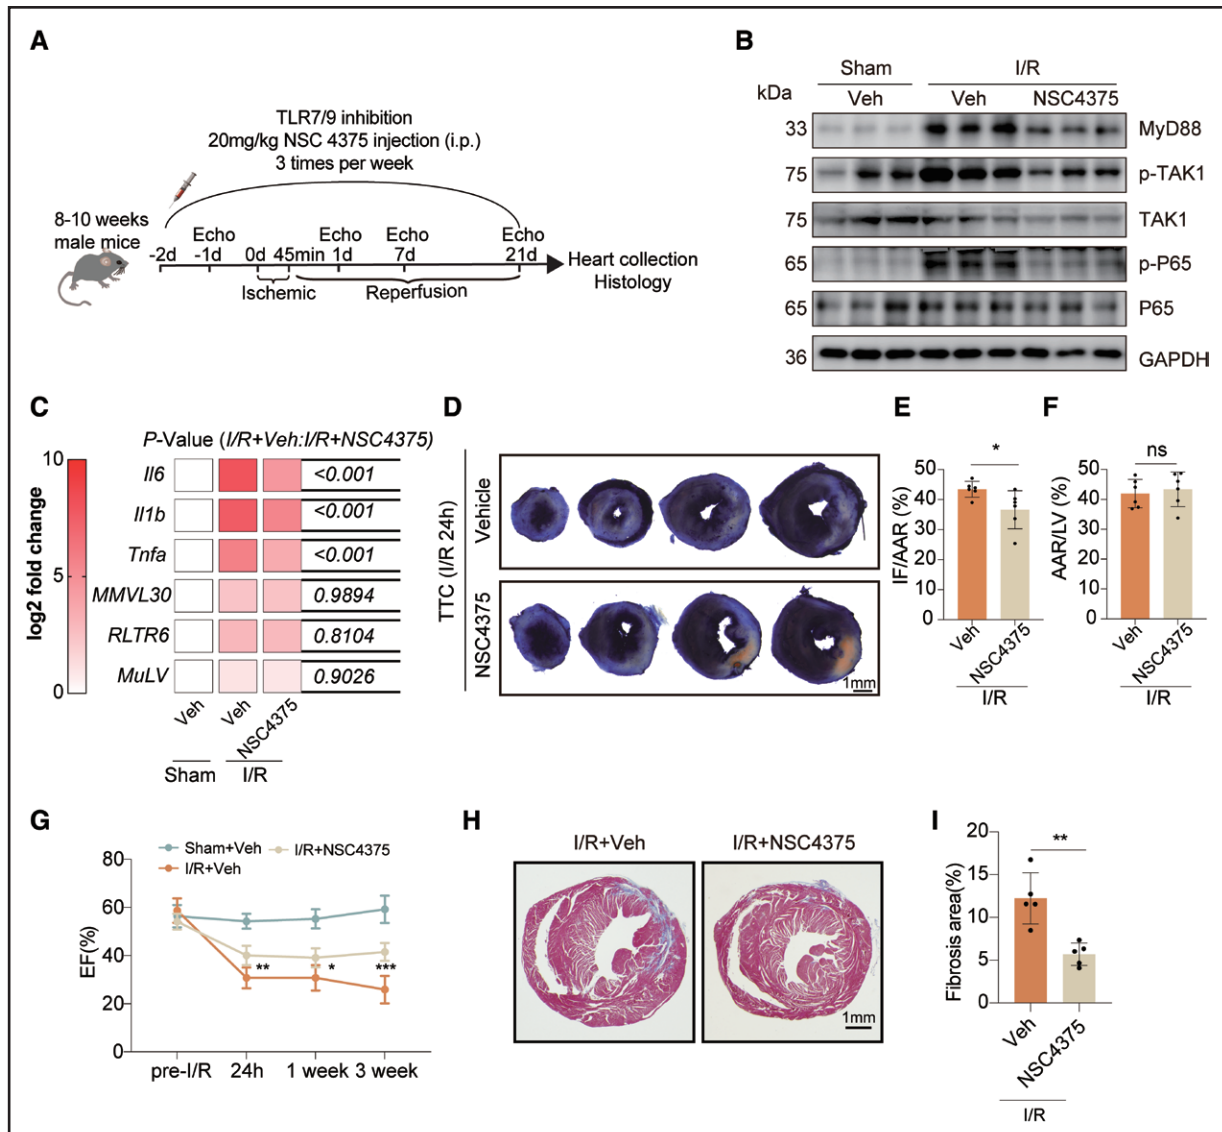 A
TLR7/9 inhibition
20mg/kg NSC 4375 injection (i.p.)
3 times per week
8-10 weeks
male mice
Echo Echo Echo Echo
-2d -1d 0d 45min 1d 7d 21d
Ischemic Reperfusion
Heart collection
Histology
B
Sham I/R
kDa Veh Veh NSC4375
33 MyD88
75 p-TAK1
75 TAK1
65 p-P65
65 P65
36 GAPDH
C
P-Value (I/R+Veh:I/R+NSC4375)
log2 fold change
10
5
0
Il6 <0.001
Il1b <0.001
Tnfa <0.001
MMVL30 0.9894
RLTR6 0.8104
MuLV 0.9026
Veh Veh NSC4375
Sham I/R
D
TTC (I/R 24h)
Vehicle
NSC4375
1mm
E
*
IF/AAR (%)
50
40
30
20
10
0
Veh NSC4375
I/R
F
ns
AAR/LV (%)
50
40
30
20
10
0
Veh NSC4375
I/R
G
Sham+Veh I/R+NSC4375
I/R+Veh
EF(%)
80
60
40
20
0
** * ***
pre-I/R 24h 1 week 3 week
H
I/R+Veh I/R+NSC4375
1mm
I
**
Fibrosis area(%)
20
15
10
5
0
Veh NSC4375
I/R